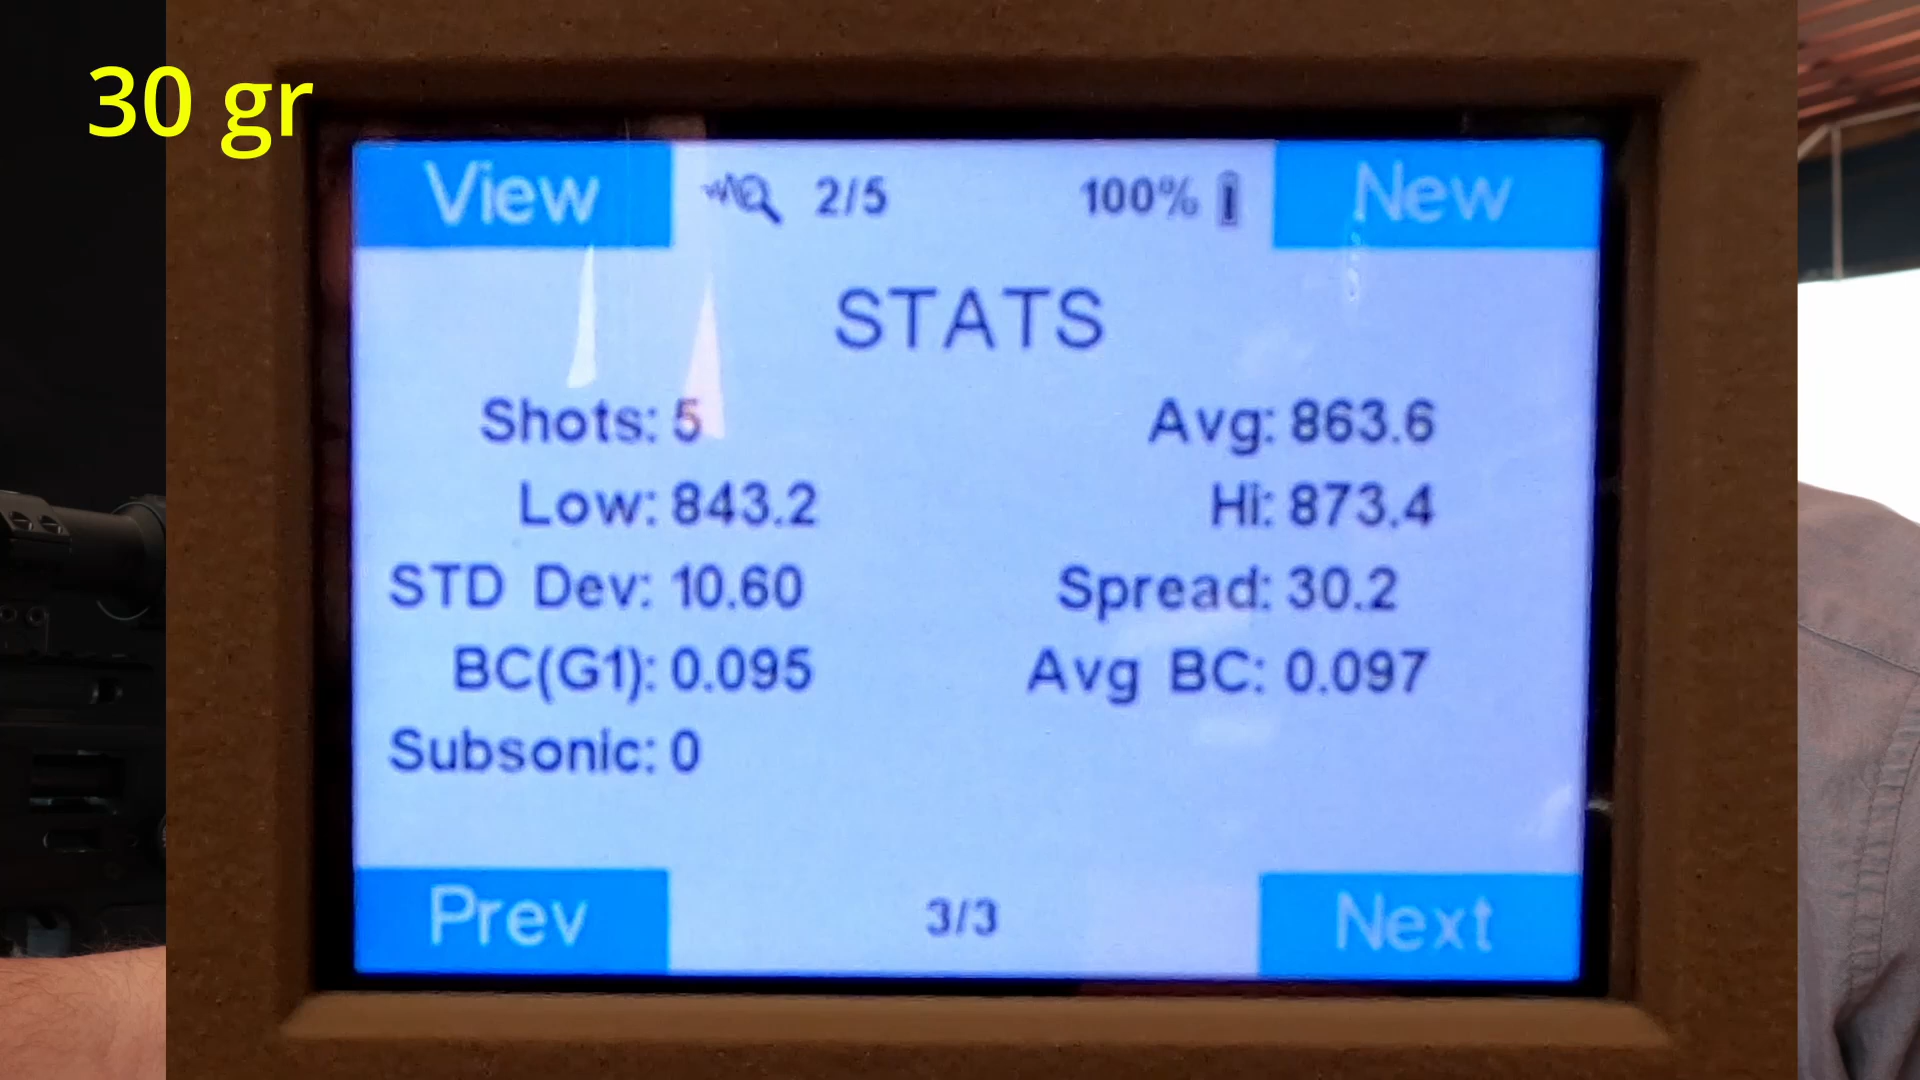 30 gr
View 2/5 100% New
STATS
Shots: 5 Avg: 863.6
Low: 843.2 Hi: 873.4
STD Dev: 10.60 Spread: 30.2
BC(G1): 0.095 Avg BC: 0.097
Subsonic: 0
Prev 3/3 Next